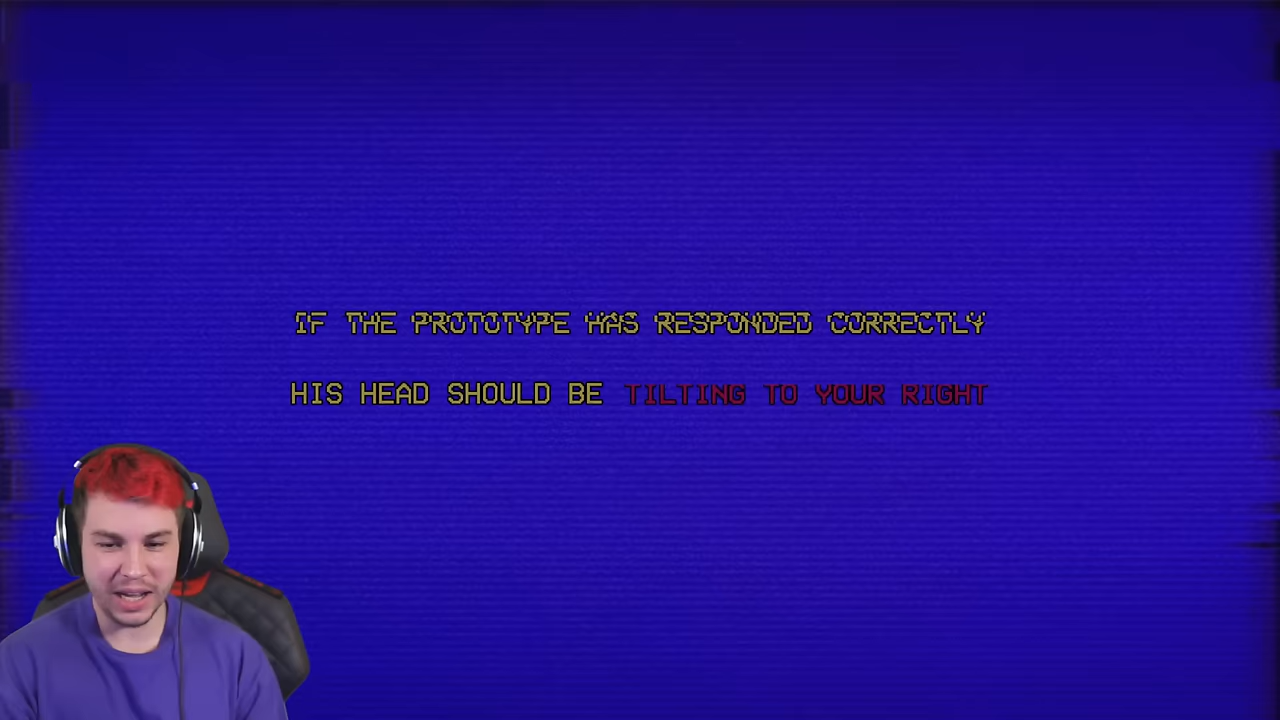 IF THE PROTOTYPE HAS RESPONDED CORRECTLY
HIS HEAD SHOULD BE TILTING TO YOUR RIGHT